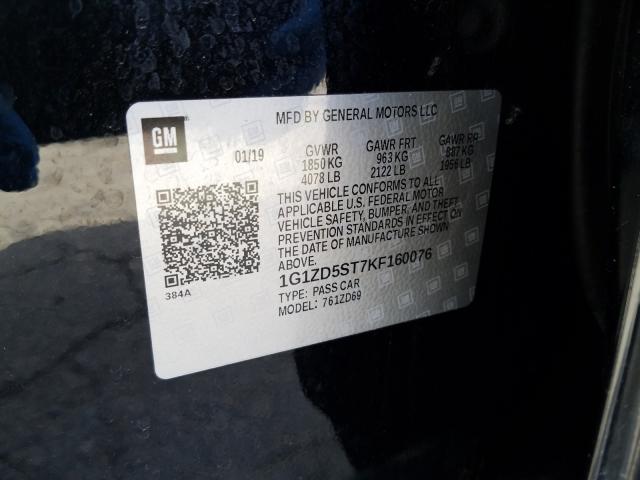 MFD BY GENERAL MOTORS LLC
GM
01/19
GVWR GAWR FRT GAWR RR
1850 KG 963 KG 887 KG
4078 LB 2122 LB 1956 LB
THIS VEHICLE CONFORMS TO ALL
APPLICABLE U.S. FEDERAL MOTOR
VEHICLE SAFETY, BUMPER, AND THEFT
PREVENTION STANDARDS IN EFFECT ON
THE DATE OF MANUFACTURE SHOWN
ABOVE.
1G1ZD5ST7KF160076
TYPE: PASS CAR
MODEL: 761ZD69
384A